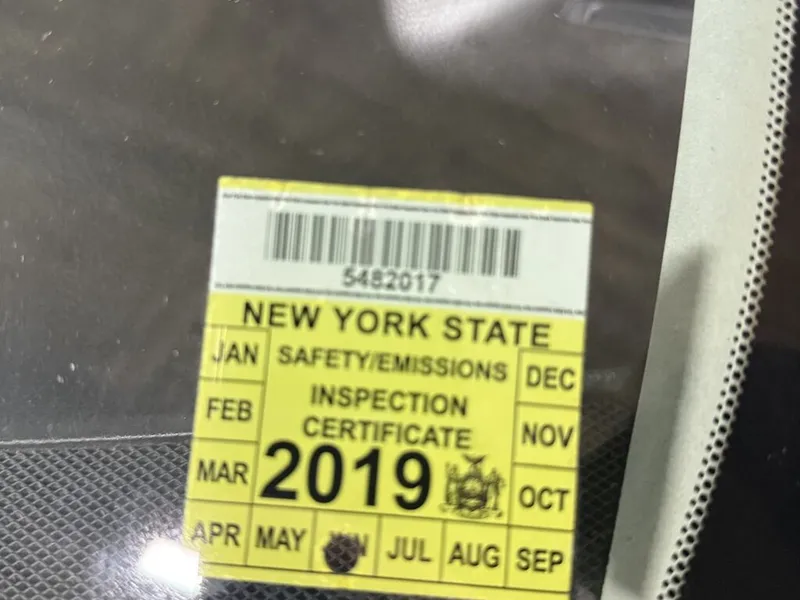 5482017
NEW YORK STATE
JAN
SAFETY/EMISSIONS
DEC
FEB
INSPECTION
CERTIFICATE
NOV
MAR
2019
OCT
APR MAY JUN JUL AUG SEP